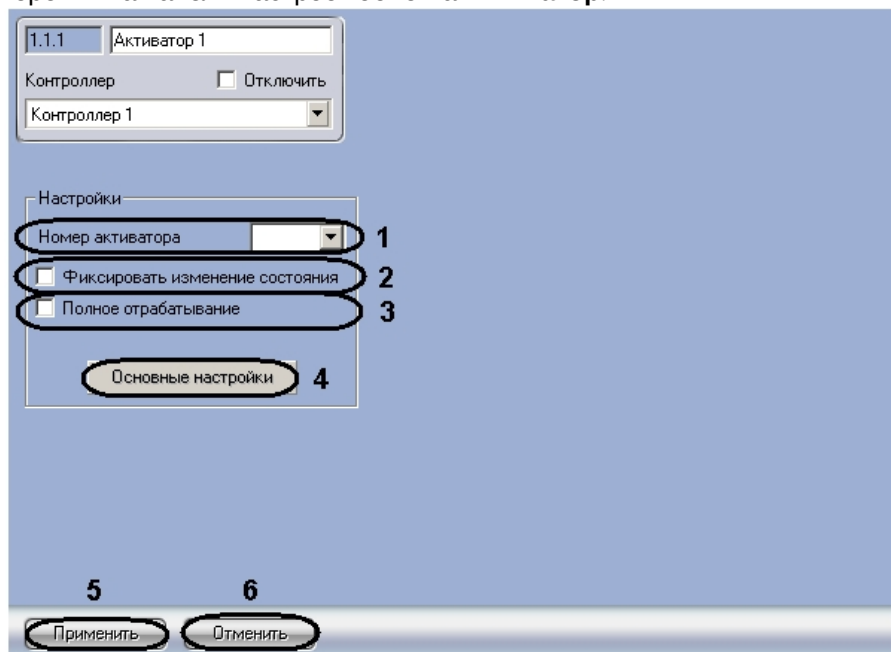 1.1.1 Активатор 1
Контроллер Отключить
Контроллер 1
Настройки
Номер активатора 1
Фиксировать изменение состояния 2
Полное отрабатывание 3
Основные настройки 4
5 6
Применить Отменить